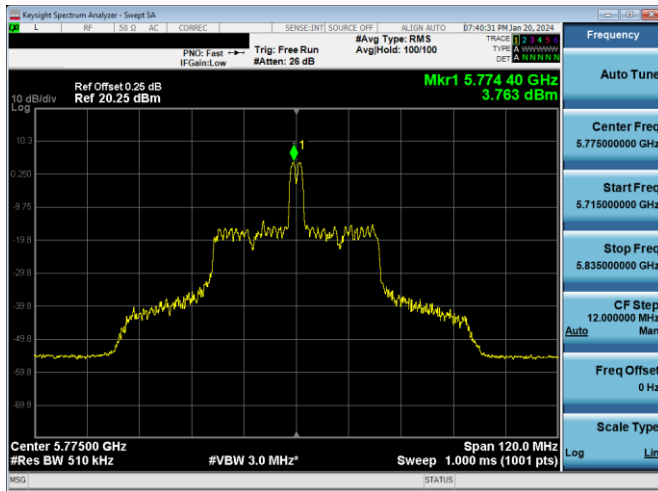 Keysight Spectrum Analyzer - Swept SA
L RF 50 Ω AC CORREC SENSE:INT SOURCE OFF ALIGN AUTO 07:40:31 PM Jan 20, 2024
#Avg Type: RMS TRACE 1 2 3 4 5 6
PNO: Fast Trig: Free Run Avg|Hold: 100/100 TYPE A WWWWW
IFGain:Low #Atten: 26 dB DET A N N N N N
Mkr1 5.774 40 GHz
3.763 dBm
Ref Offset 0.25 dB
10 dB/div Ref 20.25 dBm
Log
10.3
1
0.250
-9.75
-19.8
-29.8
-39.8
-49.8
-59.8
-69.8
Center 5.77500 GHz Span 120.0 MHz
#Res BW 510 kHz #VBW 3.0 MHz* Sweep 1.000 ms (1001 pts)
MSG STATUS
Frequency
Auto Tune
Center Freq
5.775000000 GHz
Start Freq
5.715000000 GHz
Stop Freq
5.835000000 GHz
CF Step
12.000000 MHz
Auto Man
Freq Offset
0 Hz
Scale Type
Log Lin